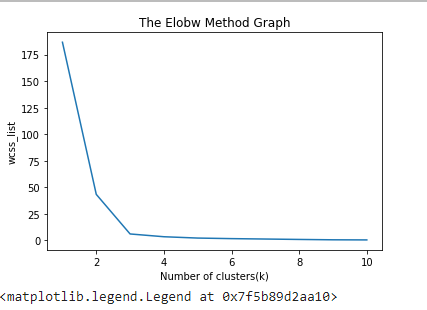 The Elobw Method Graph
175
150
125
100
75
50
25
0
wcss_list
2 4 6 8 10
Number of clusters(k)
<matplotlib.legend.Legend at 0x7f5b89d2aa10>